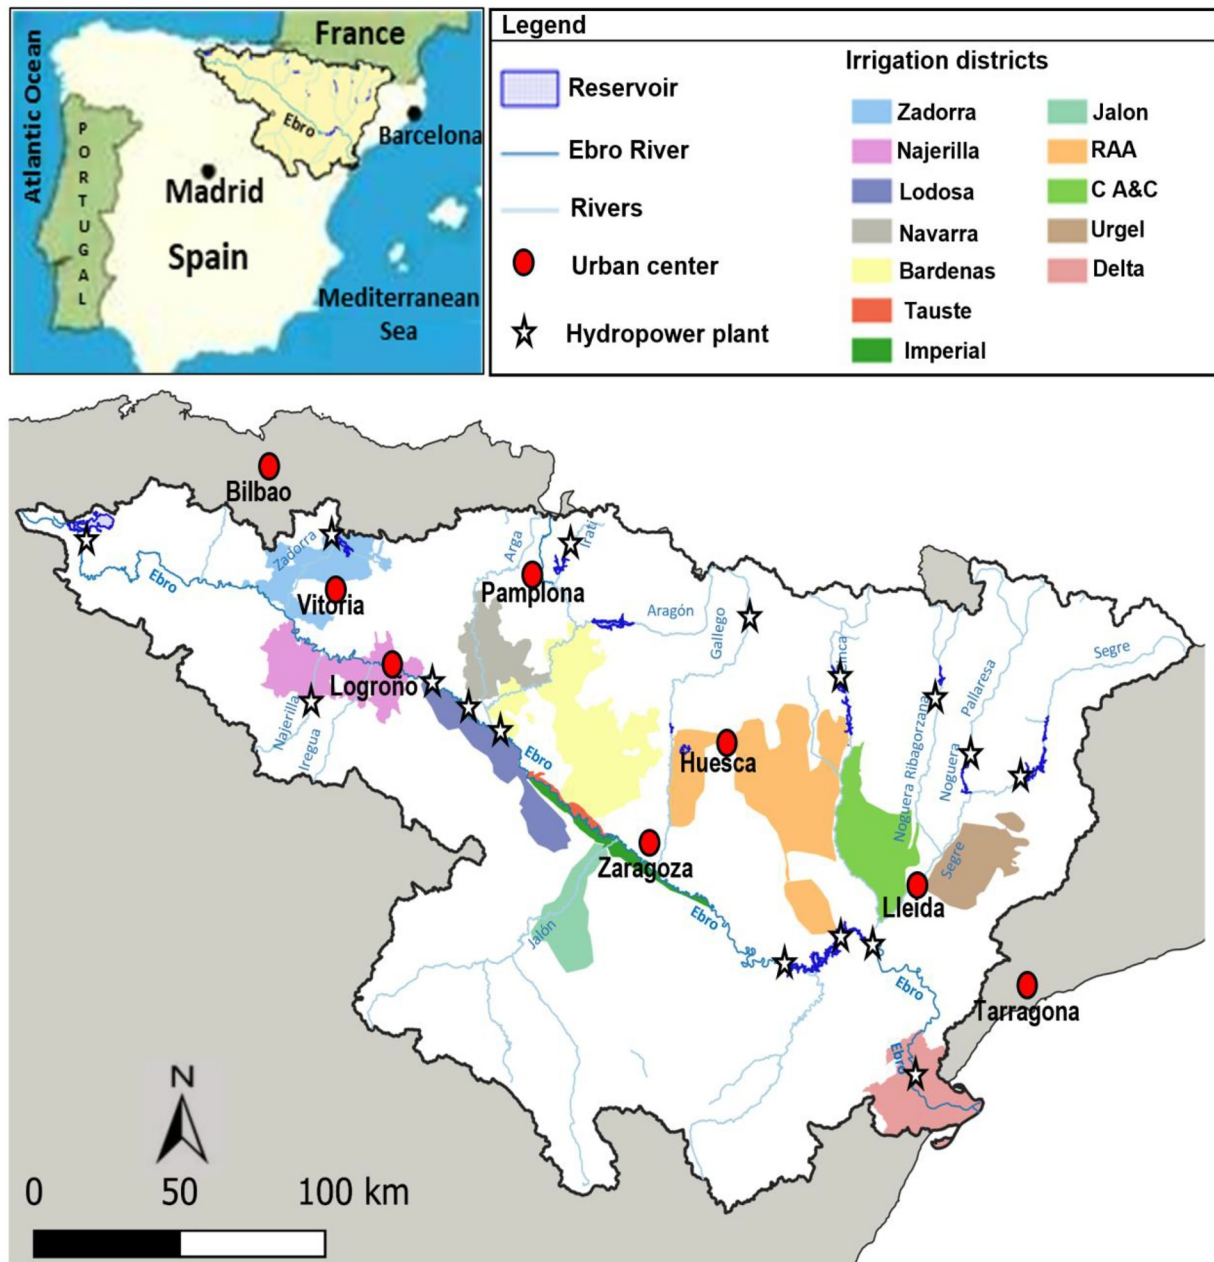 France
Atlantic Ocean
PORTUGAL
Ebro
Barcelona
Madrid
Spain
Mediterranean
Sea
Legend
Reservoir
Ebro River
Rivers
Urban center
Hydropower plant
Irrigation districts
Zadorra
Najerilla
Lodosa
Navarra
Bardenas
Tauste
Imperial
Jalon
RAA
C A&C
Urgel
Delta
Bilbao
Zadorra
Arga
Irati
Ebro
Vitoria
Pamplona
Aragón
Gallego
Segre
Pallaresa
Logroño
Najerilla
Iregua
Noguera Ribagorzana
Noguera
Huesca
Ebro
Zaragoza
Segre
Lleida
Ebro
Jalón
Ebro
Tarragona
Ebro
N
0 50 100 km